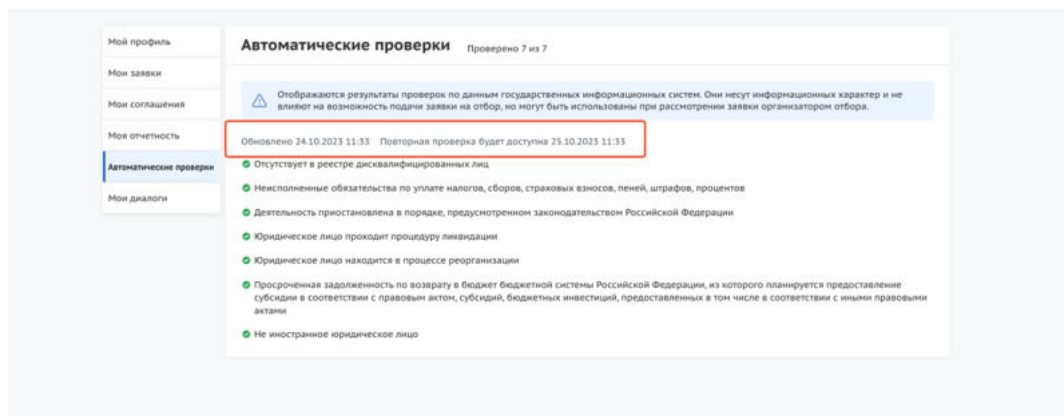 Мой профиль
Мои заявки
Мои соглашения
Моя отчетность
Автоматические проверки
Мои диалоги
Автоматические проверки Проверено 7 из 7
Отображаются результаты проверок по данным государственных информационных систем. Они несут информационных характер и не
влияют на возможность подачи заявки на отбор, но могут быть использованы при рассмотрении заявки организатором отбора.
Обновлено 24.10.2023 11:33 Повторная проверка будет доступна 25.10.2023 11:33
Отсутствует в реестре дисквалифицированных лиц
Неисполненные обязательства по уплате налогов, сборов, страховых взносов, пеней, штрафов, процентов
Деятельность приостановлена в порядке, предусмотренном законодательством Российской Федерации
Юридическое лицо проходит процедуру ликвидации
Юридическое лицо находится в процессе реорганизации
Просроченная задолженность по возврату в бюджет бюджетной системы Российской Федерации, из которого планируется предоставление
субсидии в соответствии с правовым актом, субсидий, бюджетных инвестиций, предоставленных в том числе в соответствии с иными правовыми
актами
Не иностранное юридическое лицо